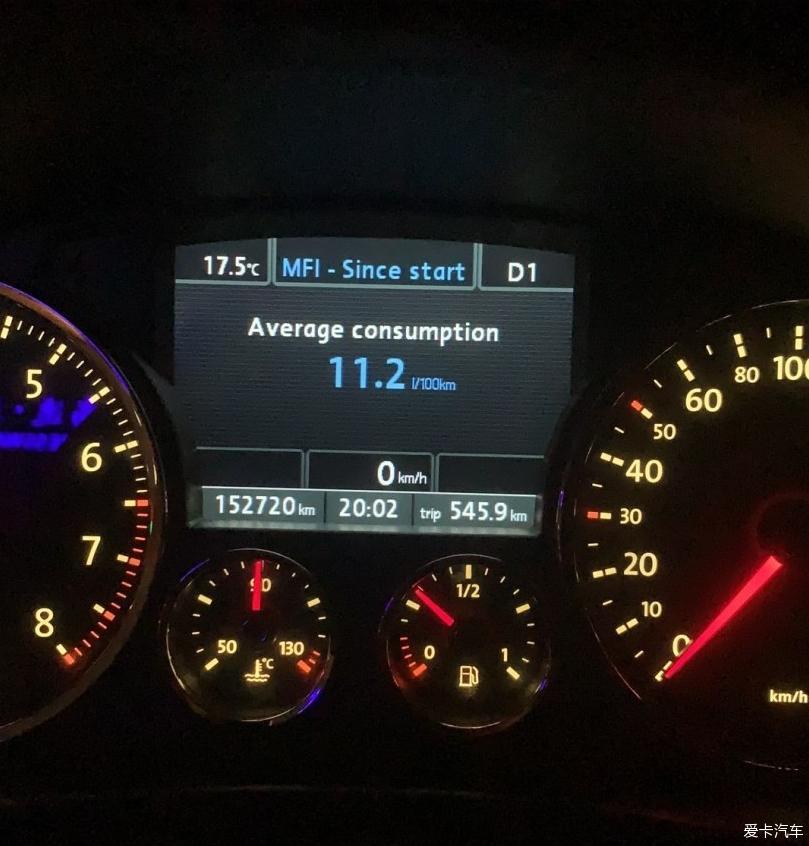 17.5°C MFI - Since start D1
Average consumption
11.2 l/100km
0 km/h
152720 km 20:02 trip 545.9 km
5
6
7
8
50 90 130
°C
0 1/2 1
0
10
20
30
40
50
60
80
100
km/h
爱卡汽车